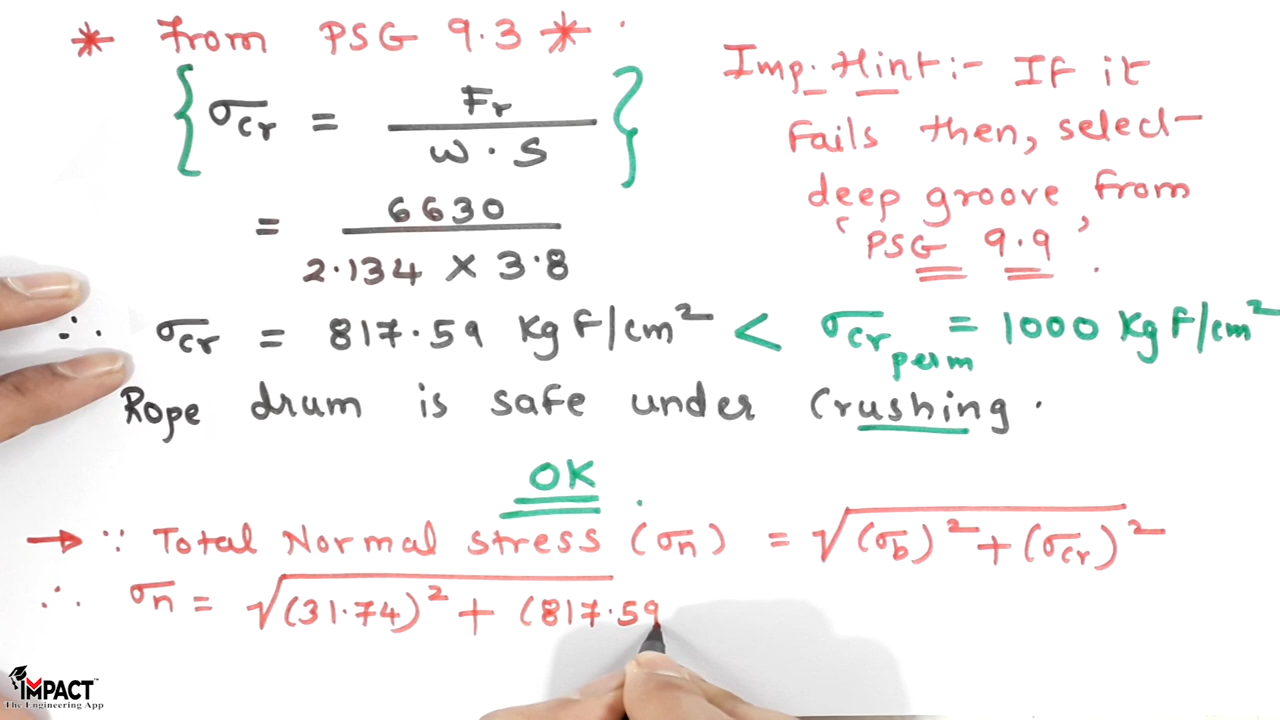 * From PSG 9.3 *
{ σcr = Fr / w · s }
= 6630 / 2.134 × 3.8
∴ σcr = 817.59 kgf/cm² < σcr perm = 1000 kgf/cm²
Rope drum is safe under Crushing.
OK
Imp. Hint:- If it
fails then, select
deep groove from
'PSG 9.9'.
→ ∵ Total Normal stress (σn) = √(σb)² + (σcr)²
∴ σn = √(31.74)² + (817.59
IMPACT™
The Engineering App